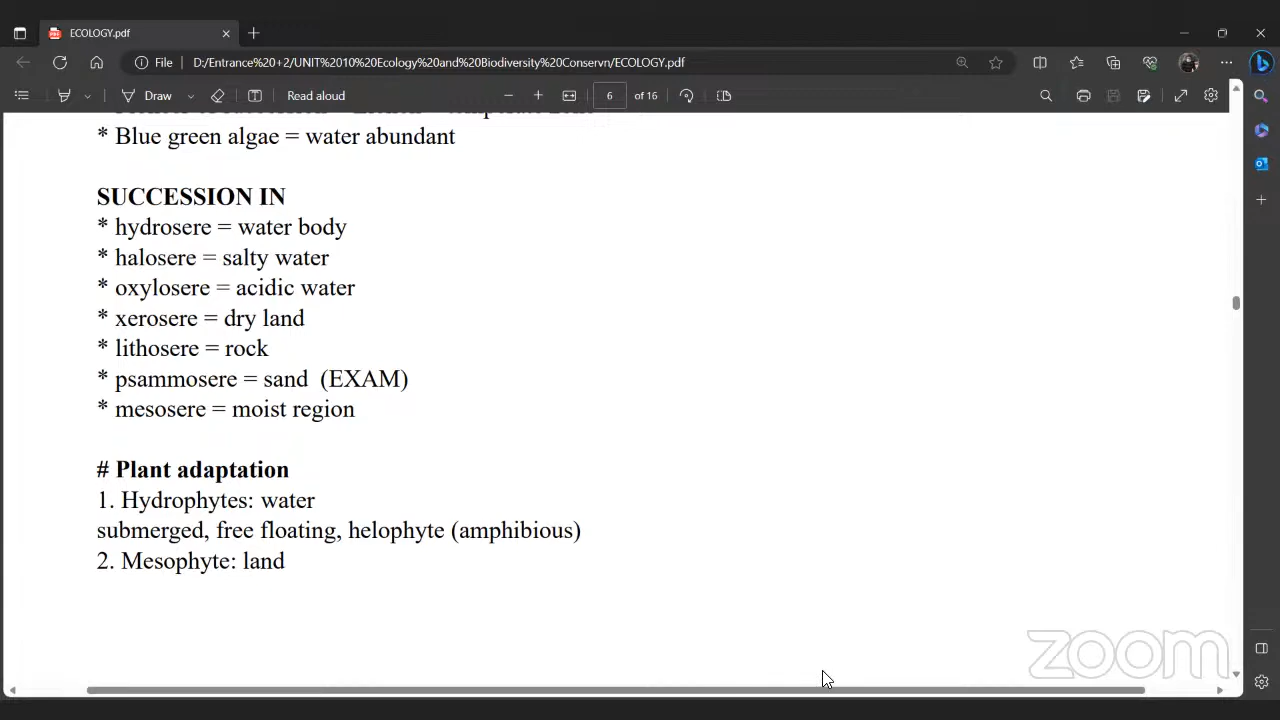 ECOLOGY.pdf
File D:/Entrance%20+2/UNIT%2010%20Ecology%20and%20Biodiversity%20Conservn/ECOLOGY.pdf
Draw Read aloud 6 of 16
* Blue green algae = water abundant
SUCCESSION IN
* hydrosere = water body
* halosere = salty water
* oxylosere = acidic water
* xerosere = dry land
* lithosere = rock
* psammosere = sand (EXAM)
* mesosere = moist region
# Plant adaptation
1. Hydrophytes: water
submerged, free floating, helophyte (amphibious)
2. Mesophyte: land
zoom